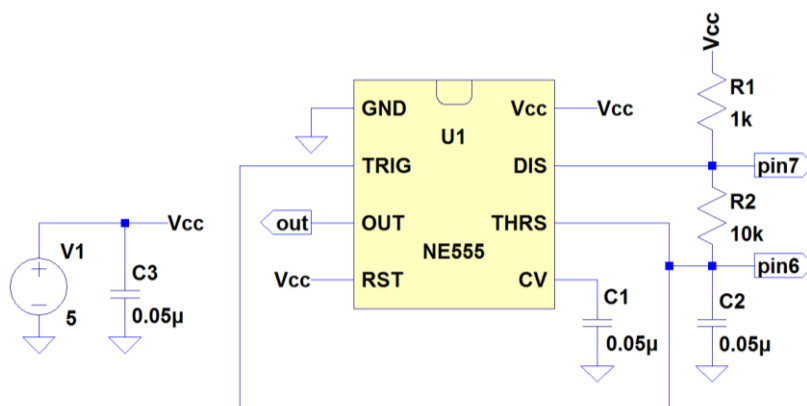 Vcc
R1
1k
GND
Vcc
Vcc
U1
TRIG
DIS
pin7
R2
10k
out
OUT
THRS
Vcc
V1
5
C3
0.05µ
NE555
Vcc
RST
CV
pin6
C1
0.05µ
C2
0.05µ